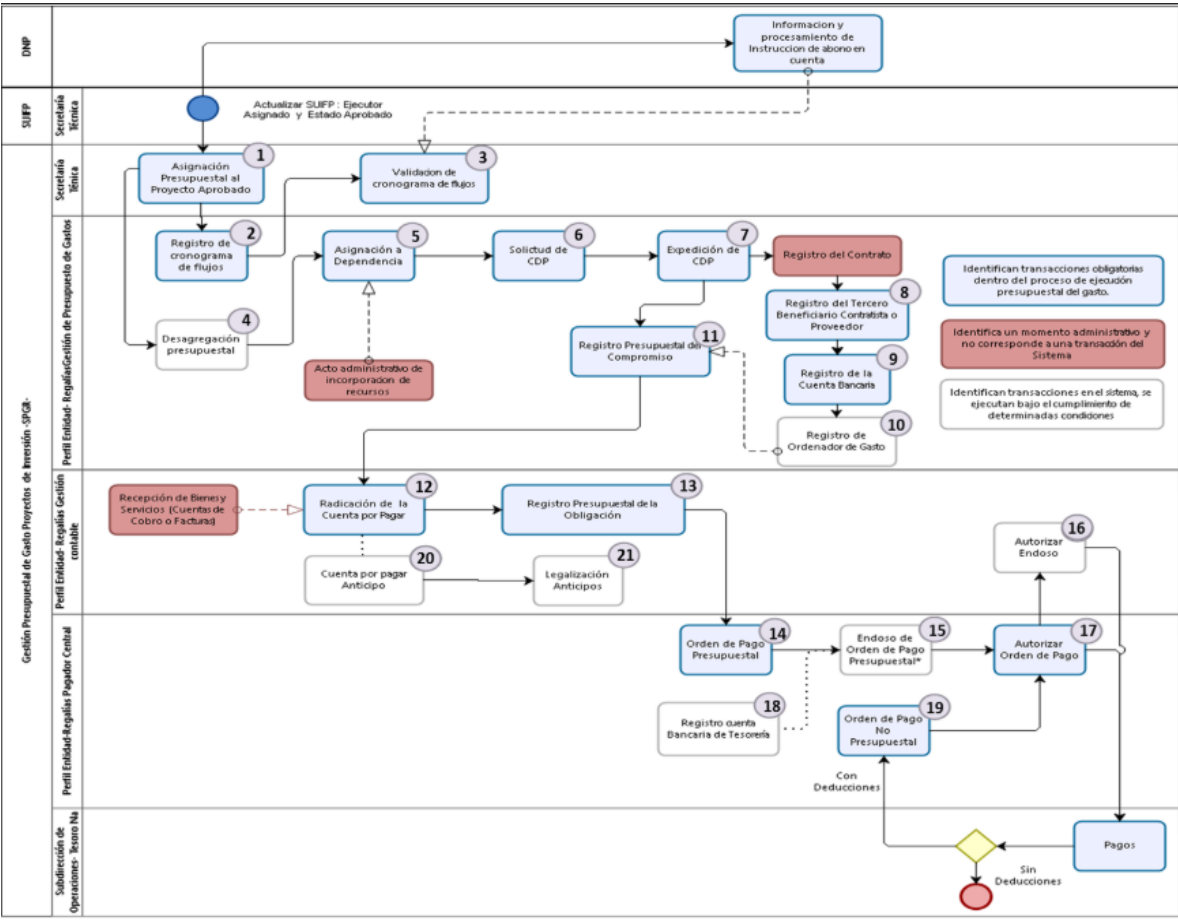 DNP
Informacion y
procesamiento de
Instruccion de abono en
cuenta
SUIFP
Secretaría
Técnica
Actualizar SUIFP : Ejecutor
Asignado y Estado Aprobado
Gestión Presupuestal de Gasto Proyectos de Inversión -SPGR-
Secretaría
Ténica
1
Asignación
Presupuestal al
Proyecto Aprobado
3
Validacion de
cronograma de flujos
Perfil Entidad- RegalíasGestión de Presupuesto de Gastos
2
Registro de
cronograma
de flujos
5
Asignación a
Dependencia
6
Solictud de
CDP
7
Expedición de
CDP
Registro del Contrato
Identifican transacciones obligatorias
dentro del proceso de ejecución
presupuestal del gasto.
4
Desagregación
presupuestal
8
Registro del Tercero
Beneficiario Contratista o
Proveedor
11
Registro Presupuestal del
Compromiso
Identifica un momento administrativo y
no corresponde a una transacción del
Sistema
Acto administrativo de
incorporacion de
recursos
9
Registro de la
Cuenta Bancaria
Identifican transacciones en el sistema, se
ejecutan bajo el cumplimiento de
determinadas condiciones
10
Registro de
Ordenador de Gasto
Perfil Entidad- Regalías Gestión
contable
Recepción de Bienes y
Servicios (Cuentas de
Cobro o Facturas)
12
Radicación de la
Cuenta por Pagar
13
Registro Presupuestal de la
Obligación
16
Autorizar
Endoso
20
Cuenta por pagar
Anticipo
21
Legalización
Anticipos
Perfil Entidad-Regalías Pagador Central
14
Orden de Pago
Presupuestal
15
Endoso de
Orden de Pago
Presupuestal*
17
Autorizar
Orden de Pago
18
Registro cuenta
Bancaria de Tesorería
19
Orden de Pago
No
Presupuestal
Con
Deducciones
Subdirección de
Operaciones- Tesoro Na
Pagos
Sin
Deducciones